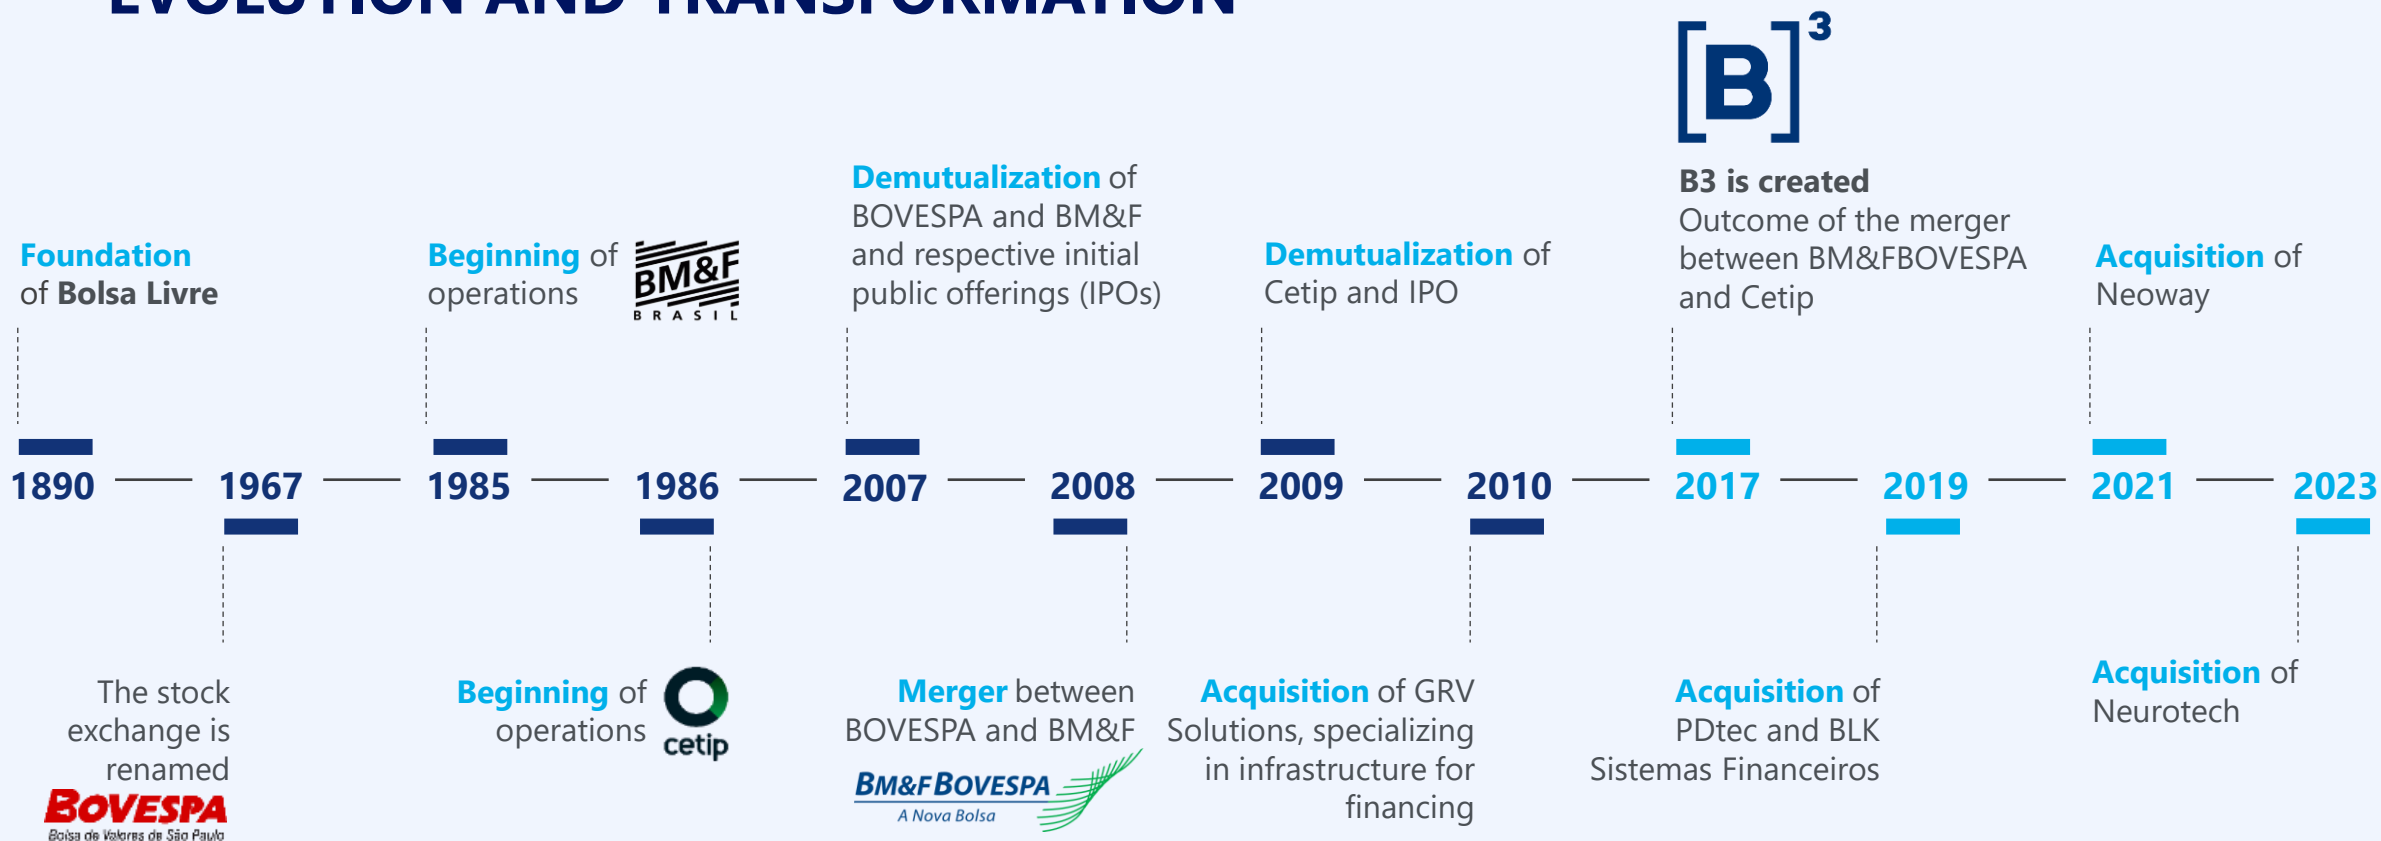 EVOLUTION AND TRANSFORMATION
[B]³
Foundation
of Bolsa Livre
Beginning of
operations
BM&F
BRASIL
Demutualization of
BOVESPA and BM&F
and respective initial
public offerings (IPOs)
Demutualization of
Cetip and IPO
B3 is created
Outcome of the merger
between BM&FBOVESPA
and Cetip
Acquisition of
Neoway
1890
1967
1985
1986
2007
2008
2009
2010
2017
2019
2021
2023
The stock
exchange is
renamed
BOVESPA
Bolsa de Valores de São Paulo
Beginning of
operations
cetip
Merger between
BOVESPA and BM&F
BM&FBOVESPA
A Nova Bolsa
Acquisition of GRV
Solutions, specializing
in infrastructure for
financing
Acquisition of
PDtec and BLK
Sistemas Financeiros
Acquisition of
Neurotech